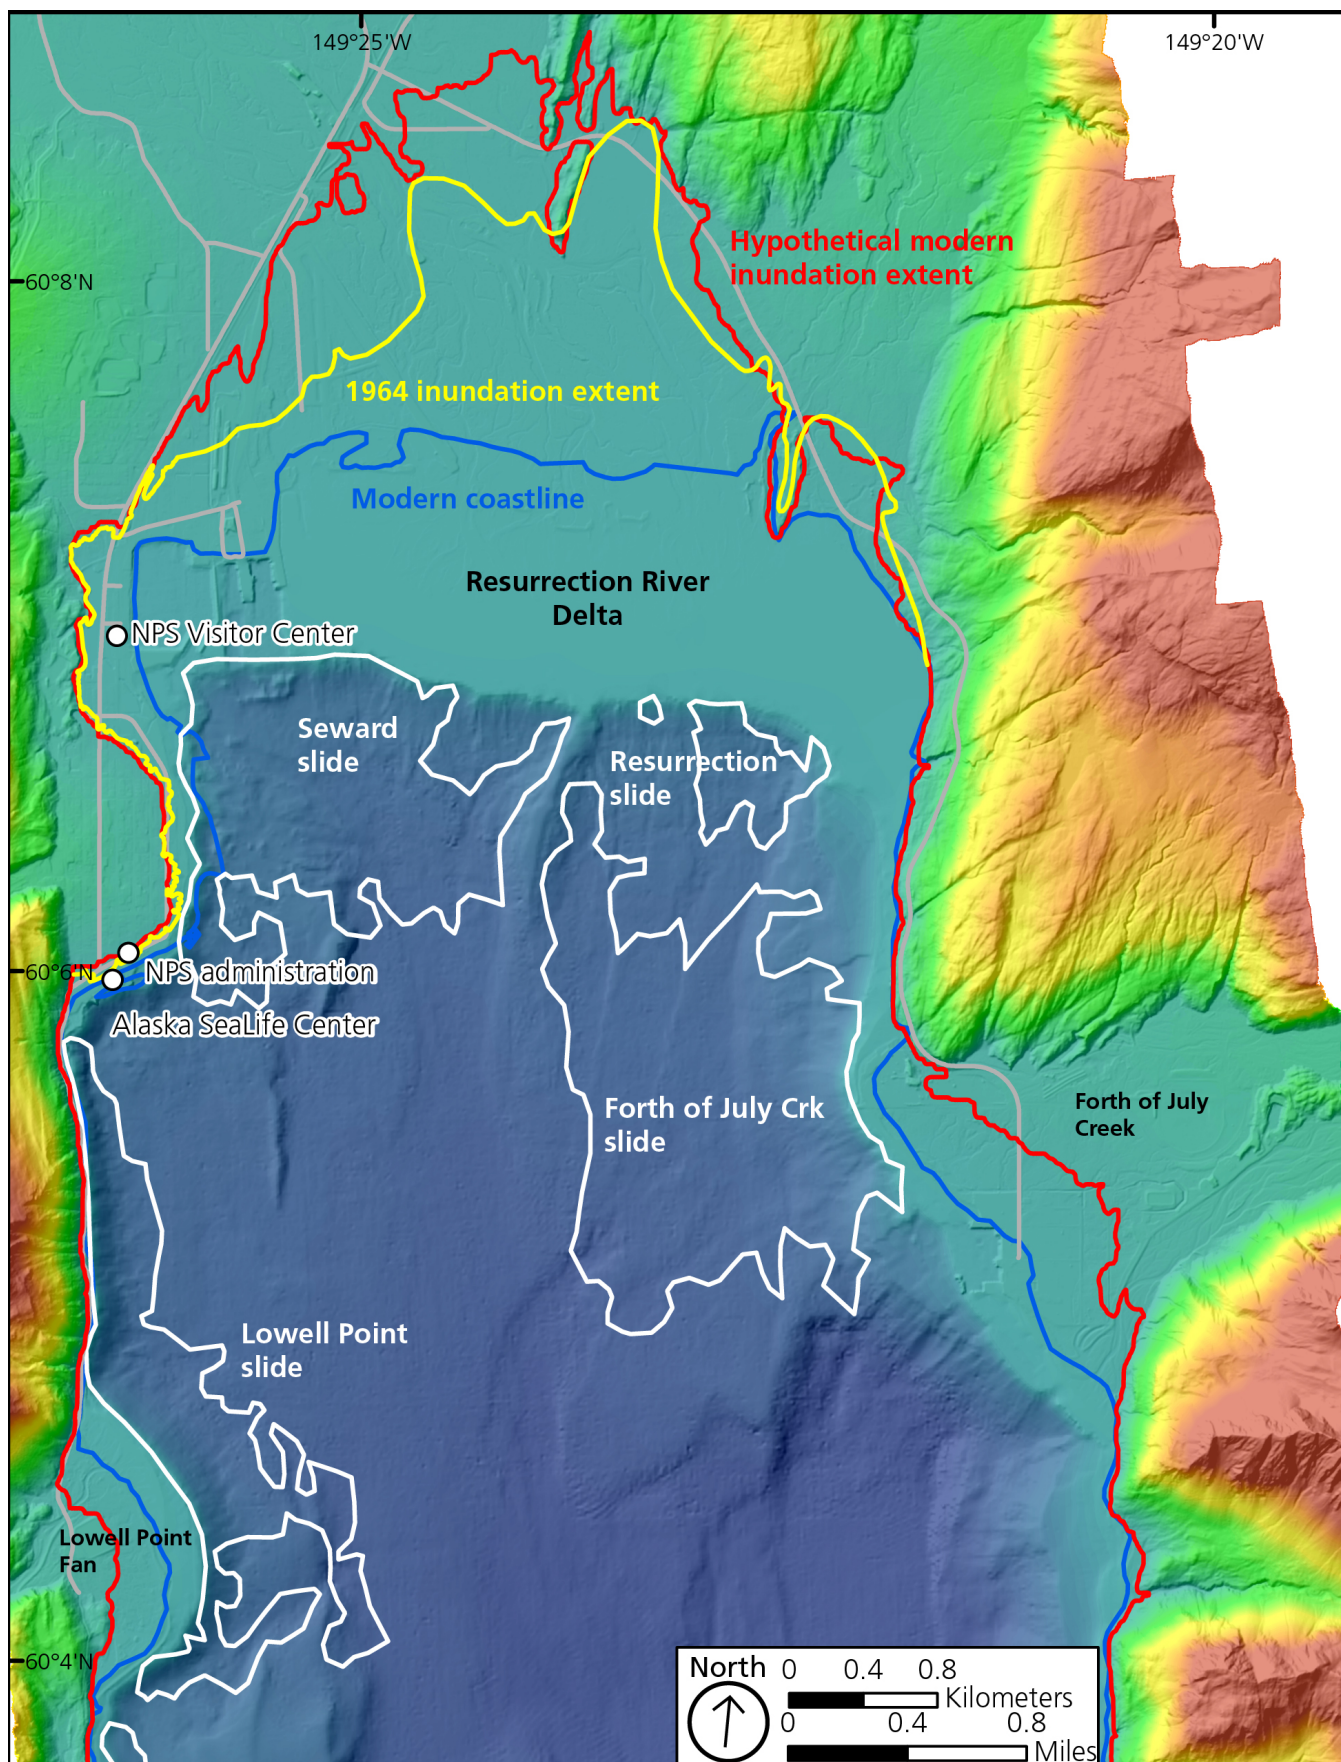 149°25'W
149°20'W
Hypothetical modern
inundation extent
60°8'N
1964 inundation extent
Modern coastline
Resurrection River
Delta
NPS Visitor Center
Seward
slide
Resurrection
slide
60°6'N
NPS administration
Alaska SeaLife Center
Forth of July Crk
slide
Forth of July
Creek
Lowell Point
slide
Lowell Point
Fan
60°4'N
North
0 0.4 0.8
Kilometers
0 0.4 0.8
Miles